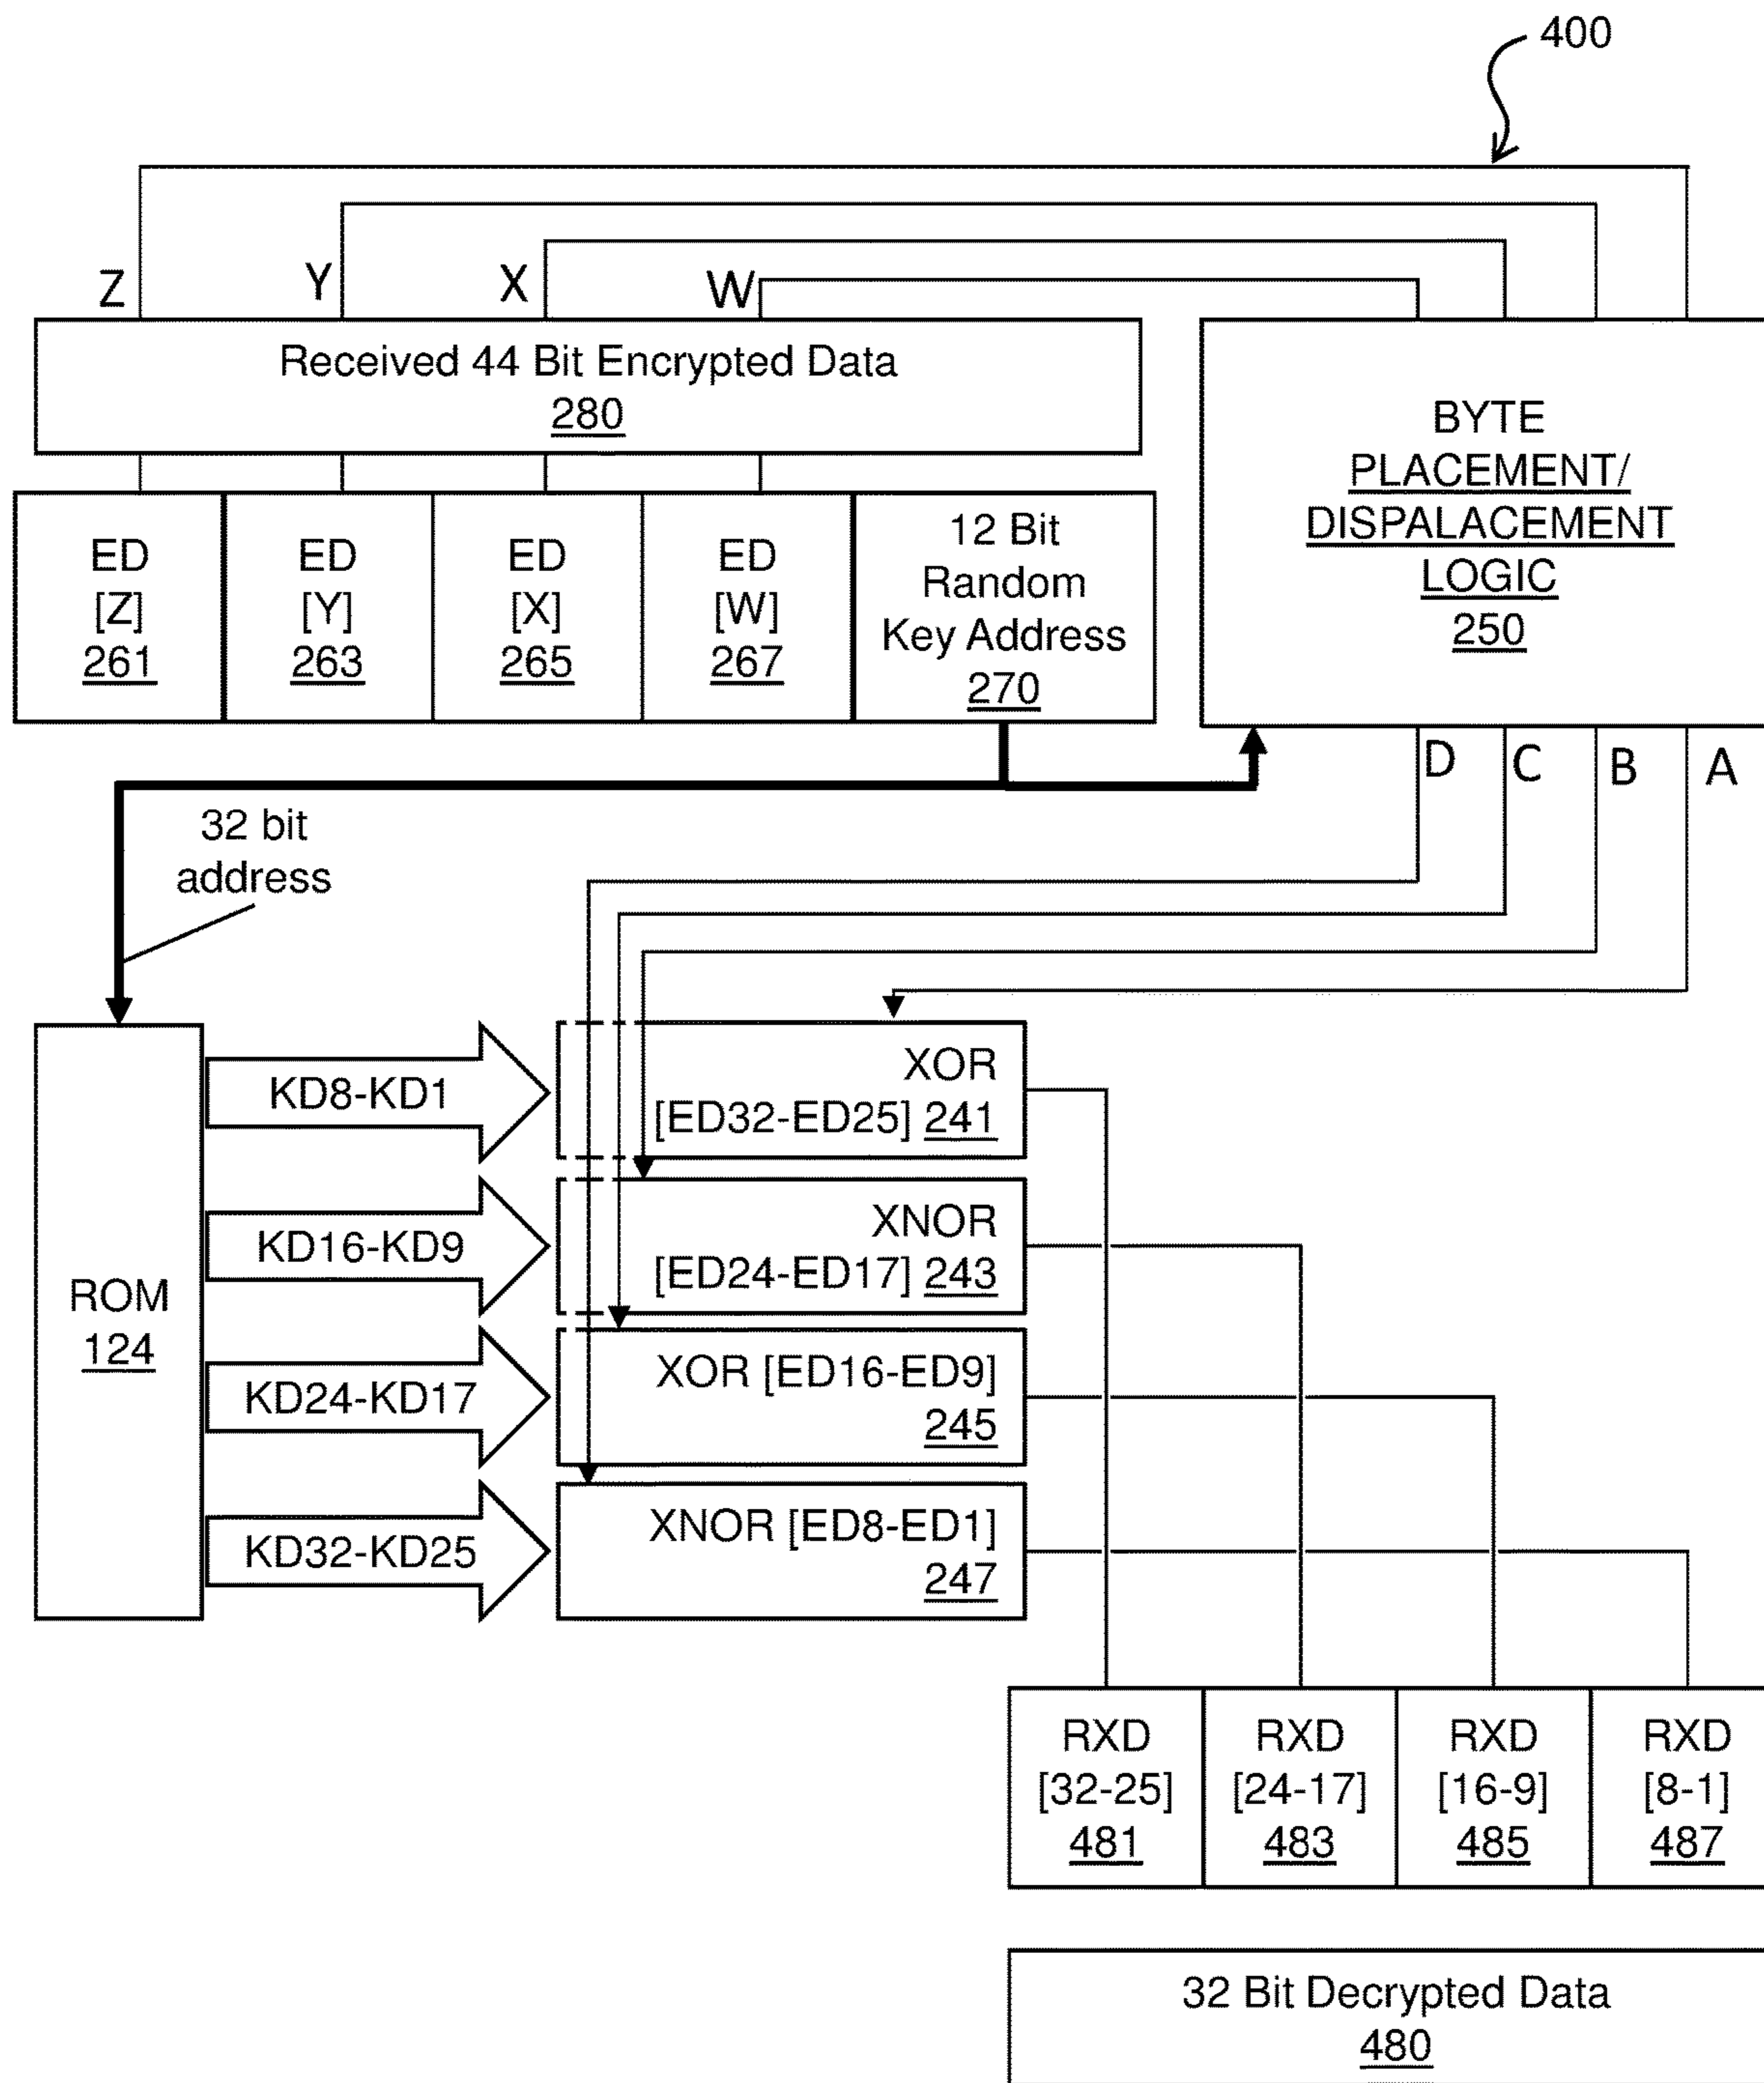 400
Z
Y
X
W
Received 44 Bit Encrypted Data
280
BYTE
PLACEMENT/
DISPALACEMENT
LOGIC
250
ED
[Z]
261
ED
[Y]
263
ED
[X]
265
ED
[W]
267
12 Bit
Random
Key Address
270
D
C
B
A
32 bit
address
ROM
124
KD8-KD1
KD16-KD9
KD24-KD17
KD32-KD25
XOR
[ED32-ED25] 241
XNOR
[ED24-ED17] 243
XOR [ED16-ED9]
245
XNOR [ED8-ED1]
247
RXD
[32-25]
481
RXD
[24-17]
483
RXD
[16-9]
485
RXD
[8-1]
487
32 Bit Decrypted Data
480